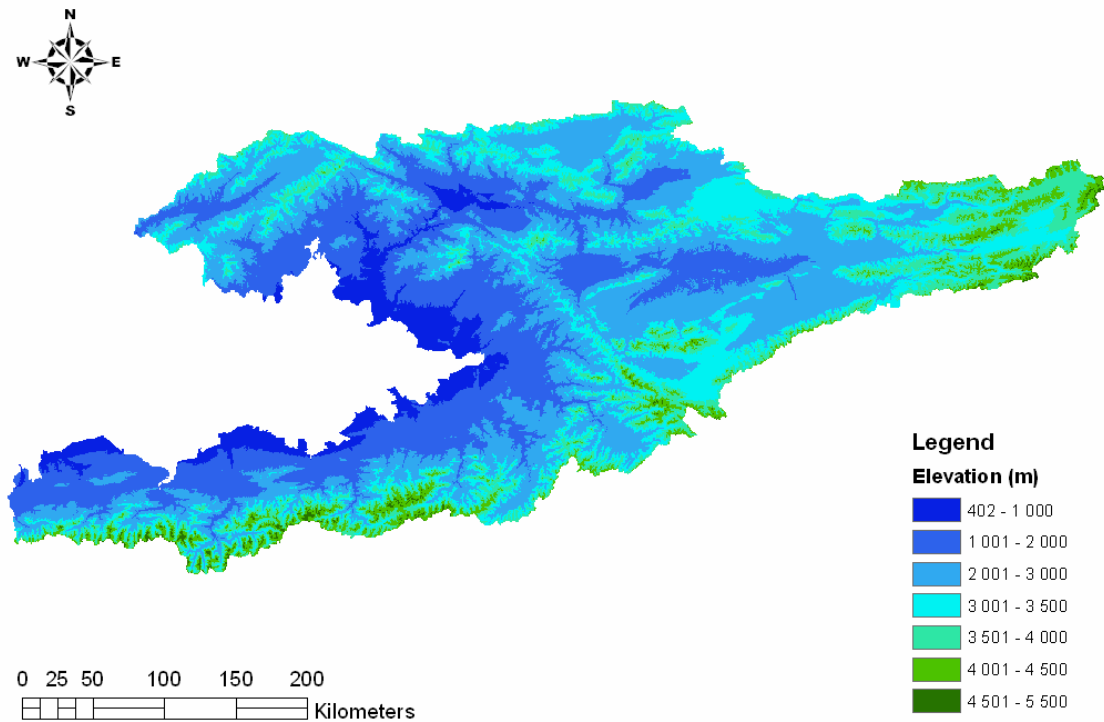 N
W E
S
Legend
Elevation (m)
402 - 1 000
1 001 - 2 000
2 001 - 3 000
3 001 - 3 500
3 501 - 4 000
4 001 - 4 500
4 501 - 5 500
0 25 50 100 150 200
Kilometers